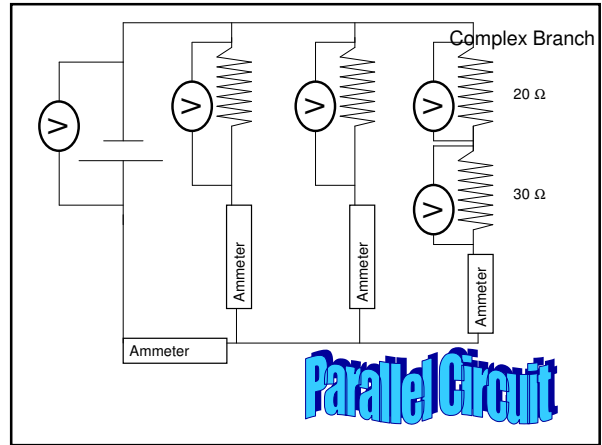 Complex Branch
V
V
V
V
20 Ω
V
30 Ω
Ammeter
Ammeter
Ammeter
Ammeter
Parallel Circuit